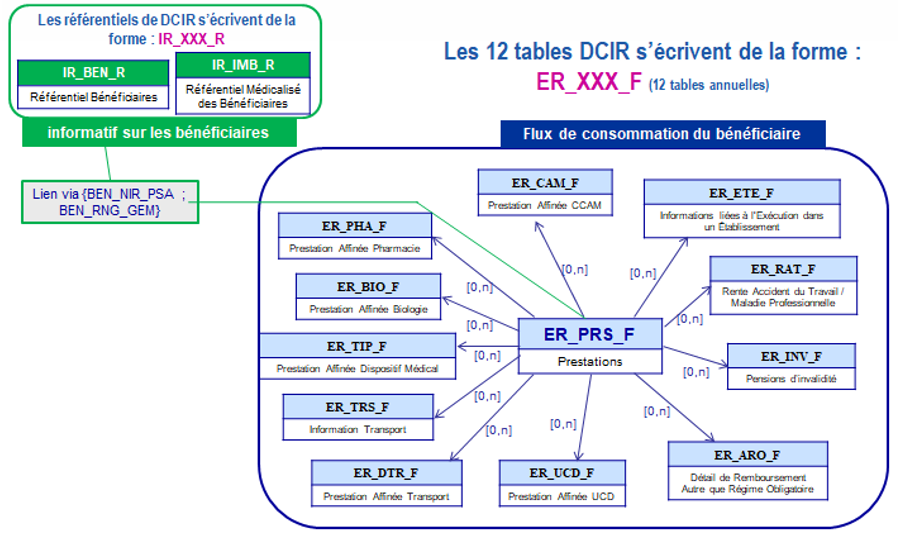 Les référentiels de DCIR s'écrivent de la
forme : IR_XXX_R
IR_BEN_R
Référentiel Bénéficiaires
IR_IMB_R
Référentiel Médicalisé
des Bénéficiaires
informatif sur les bénéficiaires
Lien via {BEN_NIR_PSA ;
BEN_RNG_GEM}
Les 12 tables DCIR s'écrivent de la forme :
ER_XXX_F (12 tables annuelles)
Flux de consommation du bénéficiaire
ER_CAM_F
Prestation Affinée CCAM
ER_ETE_F
Informations liées à l'Exécution dans
un Établissement
ER_PHA_F
Prestation Affinée Pharmacie
ER_RAT_F
Rente Accident du Travail /
Maladie Professionnelle
ER_BIO_F
Prestation Affinée Biologie
ER_PRS_F
Prestations
ER_TIP_F
Prestation Affinée Dispositif Médical
ER_INV_F
Pensions d'invalidité
ER_TRS_F
Information Transport
ER_ARO_F
Détail de Remboursement
Autre que Régime Obligatoire
ER_DTR_F
Prestation Affinée Transport
ER_UCD_F
Prestation Affinée UCD
[0,n]
[0,n]
[0,n]
[0,n]
[0,n]
[0,n]
[0,n]
[0,n]
[0,n]
[0,n]
[0,n]